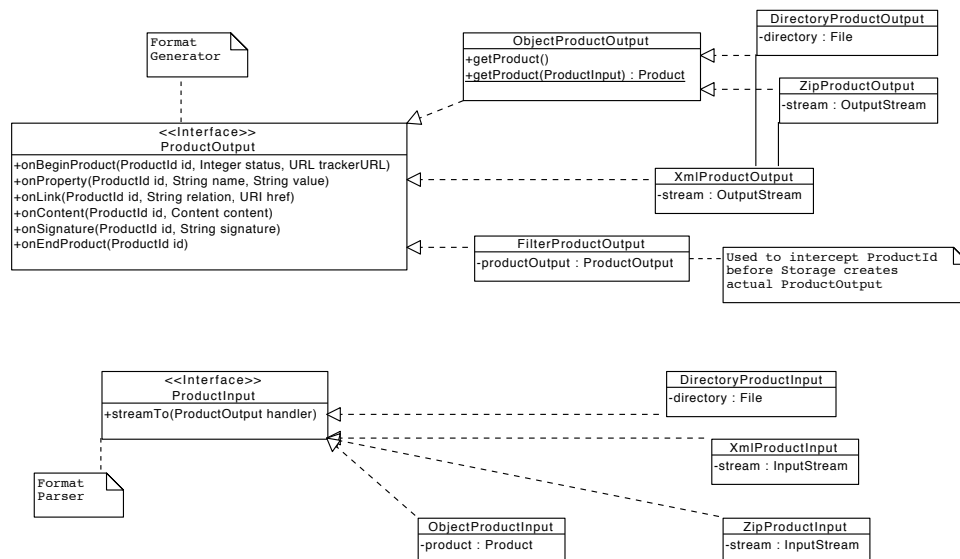 DirectoryProductOutput
-directory : File
Format
Generator
ObjectProductOutput
+getProduct()
+getProduct(ProductInput) : Product
ZipProductOutput
-stream : OutputStream
<<Interface>>
ProductOutput
+onBeginProduct(ProductId id, Integer status, URL trackerURL)
+onProperty(ProductId id, String name, String value)
+onLink(ProductId id, String relation, URI href)
+onContent(ProductId id, Content content)
+onSignature(ProductId id, String signature)
+onEndProduct(ProductId id)
XmlProductOutput
-stream : OutputStream
FilterProductOutput
-productOutput : ProductOutput
Used to intercept ProductId
before Storage creates
actual ProductOutput
<<Interface>>
ProductInput
+streamTo(ProductOutput handler)
DirectoryProductInput
-directory : File
XmlProductInput
-stream : InputStream
Format
Parser
ObjectProductInput
-product : Product
ZipProductInput
-stream : InputStream